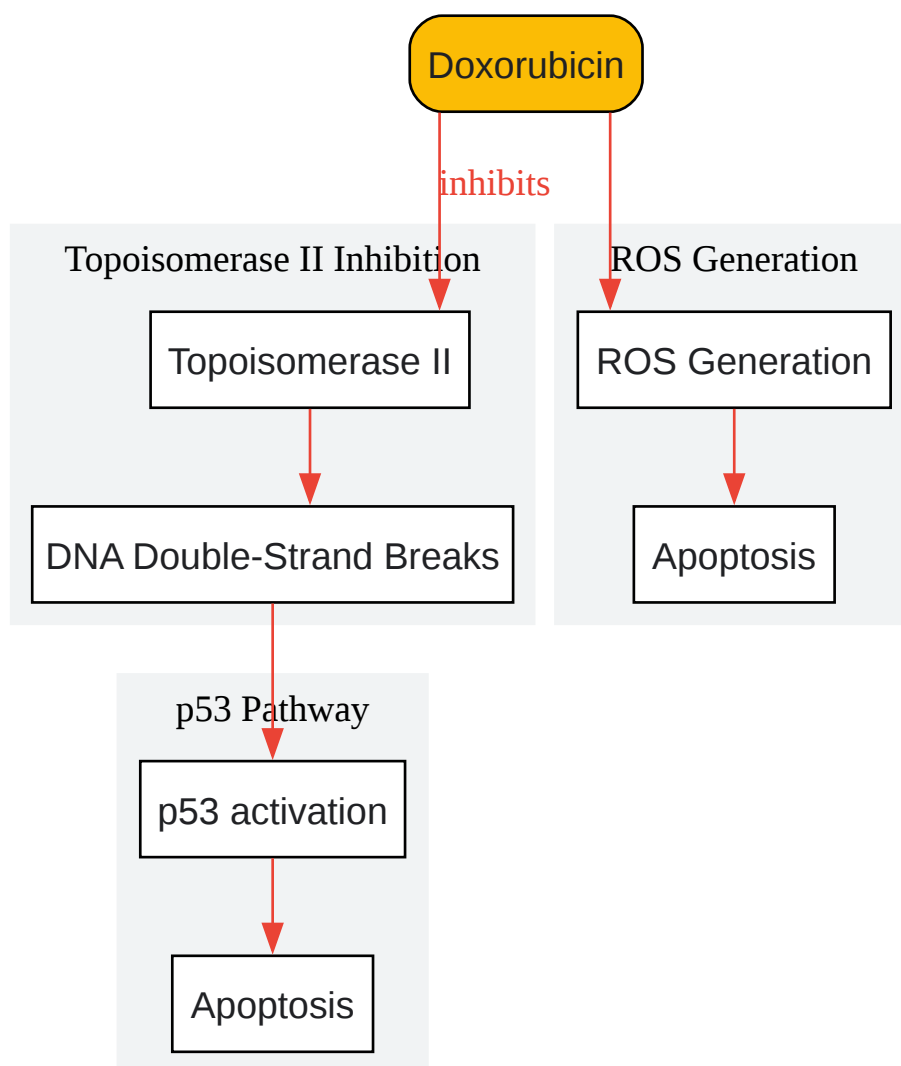 Doxorubicin
inhibits
Topoisomerase II Inhibition
ROS Generation
Topoisomerase II
ROS Generation
DNA Double-Strand Breaks
Apoptosis
p53 Pathway
p53 activation
Apoptosis